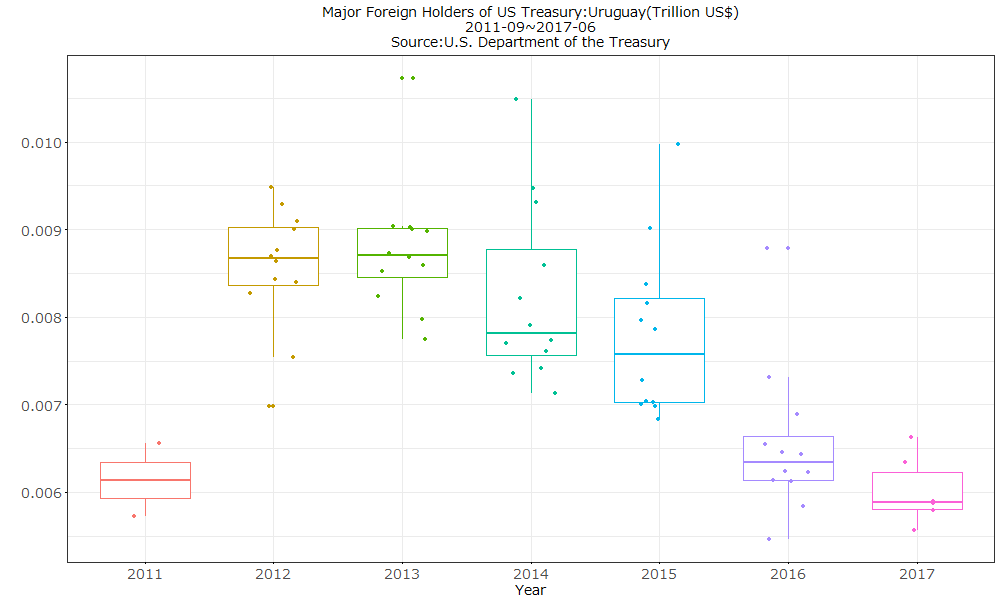 Major Foreign Holders of US Treasury:Uruguay(Trillion US$)
2011-09~2017-06
Source:U.S. Department of the Treasury
0.010
0.009
0.008
0.007
0.006
2011 2012 2013 2014 2015 2016 2017
Year